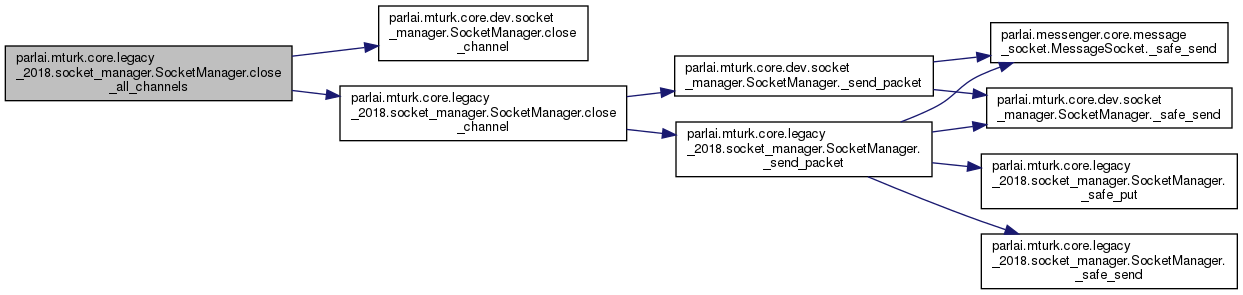 parlai.mturk.core.legacy
_2018.socket_manager.SocketManager.close
_all_channels
parlai.mturk.core.dev.socket
_manager.SocketManager.close
_channel
parlai.mturk.core.legacy
_2018.socket_manager.SocketManager.close
_channel
parlai.mturk.core.dev.socket
_manager.SocketManager._send_packet
parlai.mturk.core.legacy
_2018.socket_manager.SocketManager.
_send_packet
parlai.messenger.core.message
_socket.MessageSocket._safe_send
parlai.mturk.core.dev.socket
_manager.SocketManager._safe_send
parlai.mturk.core.legacy
_2018.socket_manager.SocketManager.
_safe_put
parlai.mturk.core.legacy
_2018.socket_manager.SocketManager.
_safe_send